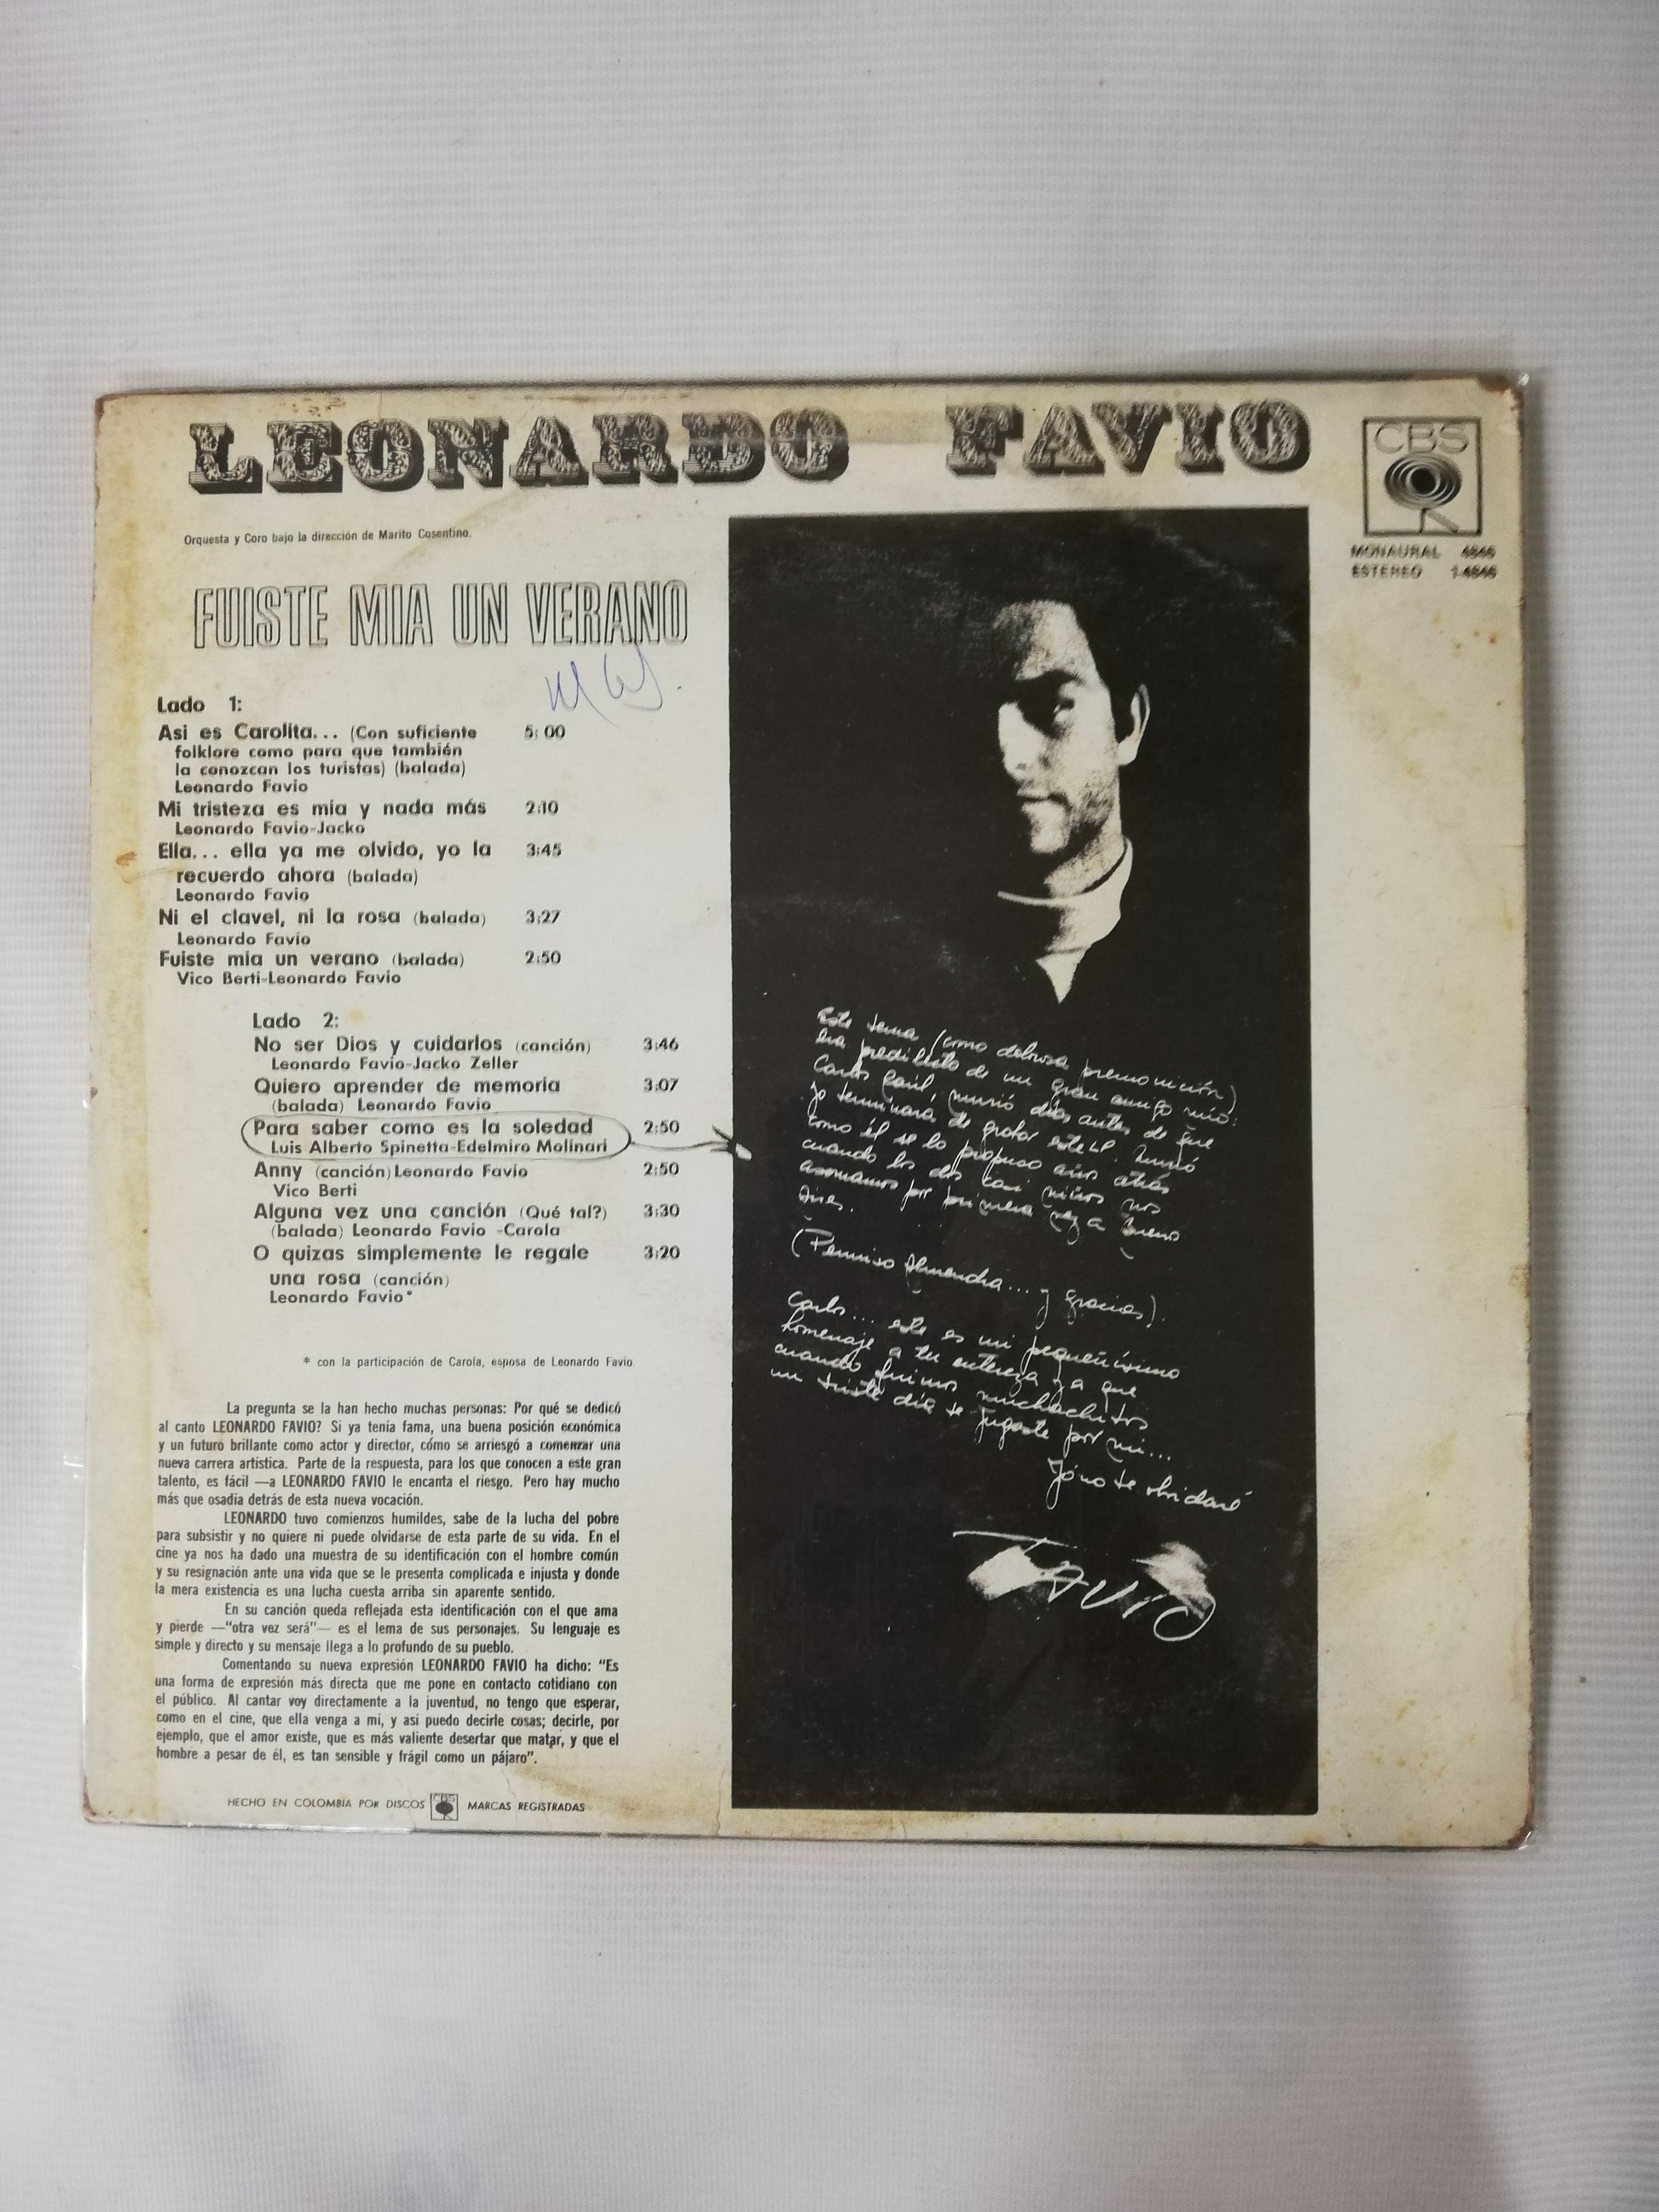 LEONARDO FAVIO
CBS
MONAURAL 4646
ESTEREO 1-4646
Orquesta y Coro bajo la dirección de Marito Cosentino.
FUISTE MIA UN VERANO
Lado 1:
Asi es Carolita... (Con suficiente 5:00
folklore como para que también
la conozcan los turistas) (balada)
Leonardo Favio
Mi tristeza es mia y nada más 2:10
Leonardo Favio-Jacko
Ella... ella ya me olvido, yo la 3:45
recuerdo ahora (balada)
Leonardo Favio
Ni el clavel, ni la rosa (balada) 3:27
Leonardo Favio
Fuiste mia un verano (balada) 2:50
Vico Berti-Leonardo Favio
Lado 2:
No ser Dios y cuidarlos (canción) 3:46
Leonardo Favio-Jacko Zeller
Quiero aprender de memoria 3:07
(balada) Leonardo Favio
Para saber como es la soledad 2:50
Luis Alberto Spinetta-Edelmiro Molinari
Anny (canción) Leonardo Favio 2:50
Vico Berti
Alguna vez una canción (Qué tal?) 3:30
(balada) Leonardo Favio -Carola
O quizas simplemente le regale 3:20
una rosa (canción)
Leonardo Favio*
* con la participación de Carola, esposa de Leonardo Favio.
La pregunta se la han hecho muchas personas: Por qué se dedicó
al canto LEONARDO FAVIO? Si ya tenia fama, una buena posición económica
y un futuro brillante como actor y director, cómo se arriesgó a comenzar una
nueva carrera artistica. Parte de la respuesta, para los que conocen a este gran
talento, es fácil —a LEONARDO FAVIO le encanta el riesgo. Pero hay mucho
más que osadia detrás de esta nueva vocación.
LEONARDO tuvo comienzos humildes, sabe de la lucha del pobre
para subsistir y no quiere ni puede olvidarse de esta parte de su vida. En el
cine ya nos ha dado una muestra de su identificación con el hombre común
y su resignación ante una vida que se le presenta complicada e injusta y donde
la mera existencia es una lucha cuesta arriba sin aparente sentido.
En su canción queda reflejada esta identificación con el que ama
y pierde —"otra vez será"— es el lema de sus personajes. Su lenguaje es
simple y directo y su mensaje llega a lo profundo de su pueblo.
Comentando su nueva expresión LEONARDO FAVIO ha dicho: "Es
una forma de expresión más directa que me pone en contacto cotidiano con
el público. Al cantar voy directamente a la juventud, no tengo que esperar,
como en el cine, que ella venga a mi, y asi puedo decirle cosas; decirle, por
ejemplo, que el amor existe, que es más valiente desertar que matar, y que el
hombre a pesar de él, es tan sensible y frágil como un pájaro".
HECHO EN COLOMBIA POR DISCOS CBS MARCAS REGISTRADAS
Este tema (como dolorosa premonición)
era predilecto de un gran amigo mio:
Carlos Raúl, murió dias antes de que
yo terminara de grabar este LP. Murió
como él se lo propuso años atrás
cuando los dos casi niños nos
asomamos por primera vez a Buenos
Aires.
(Permiso Almendra... y gracias).
Carlos... este es mi pequeñisimo
homenaje a tu entereza ya que
cuando fuimos muchachitos
un triste dia te jugaste por mi...
Yo no te olvidaré
FAVIO